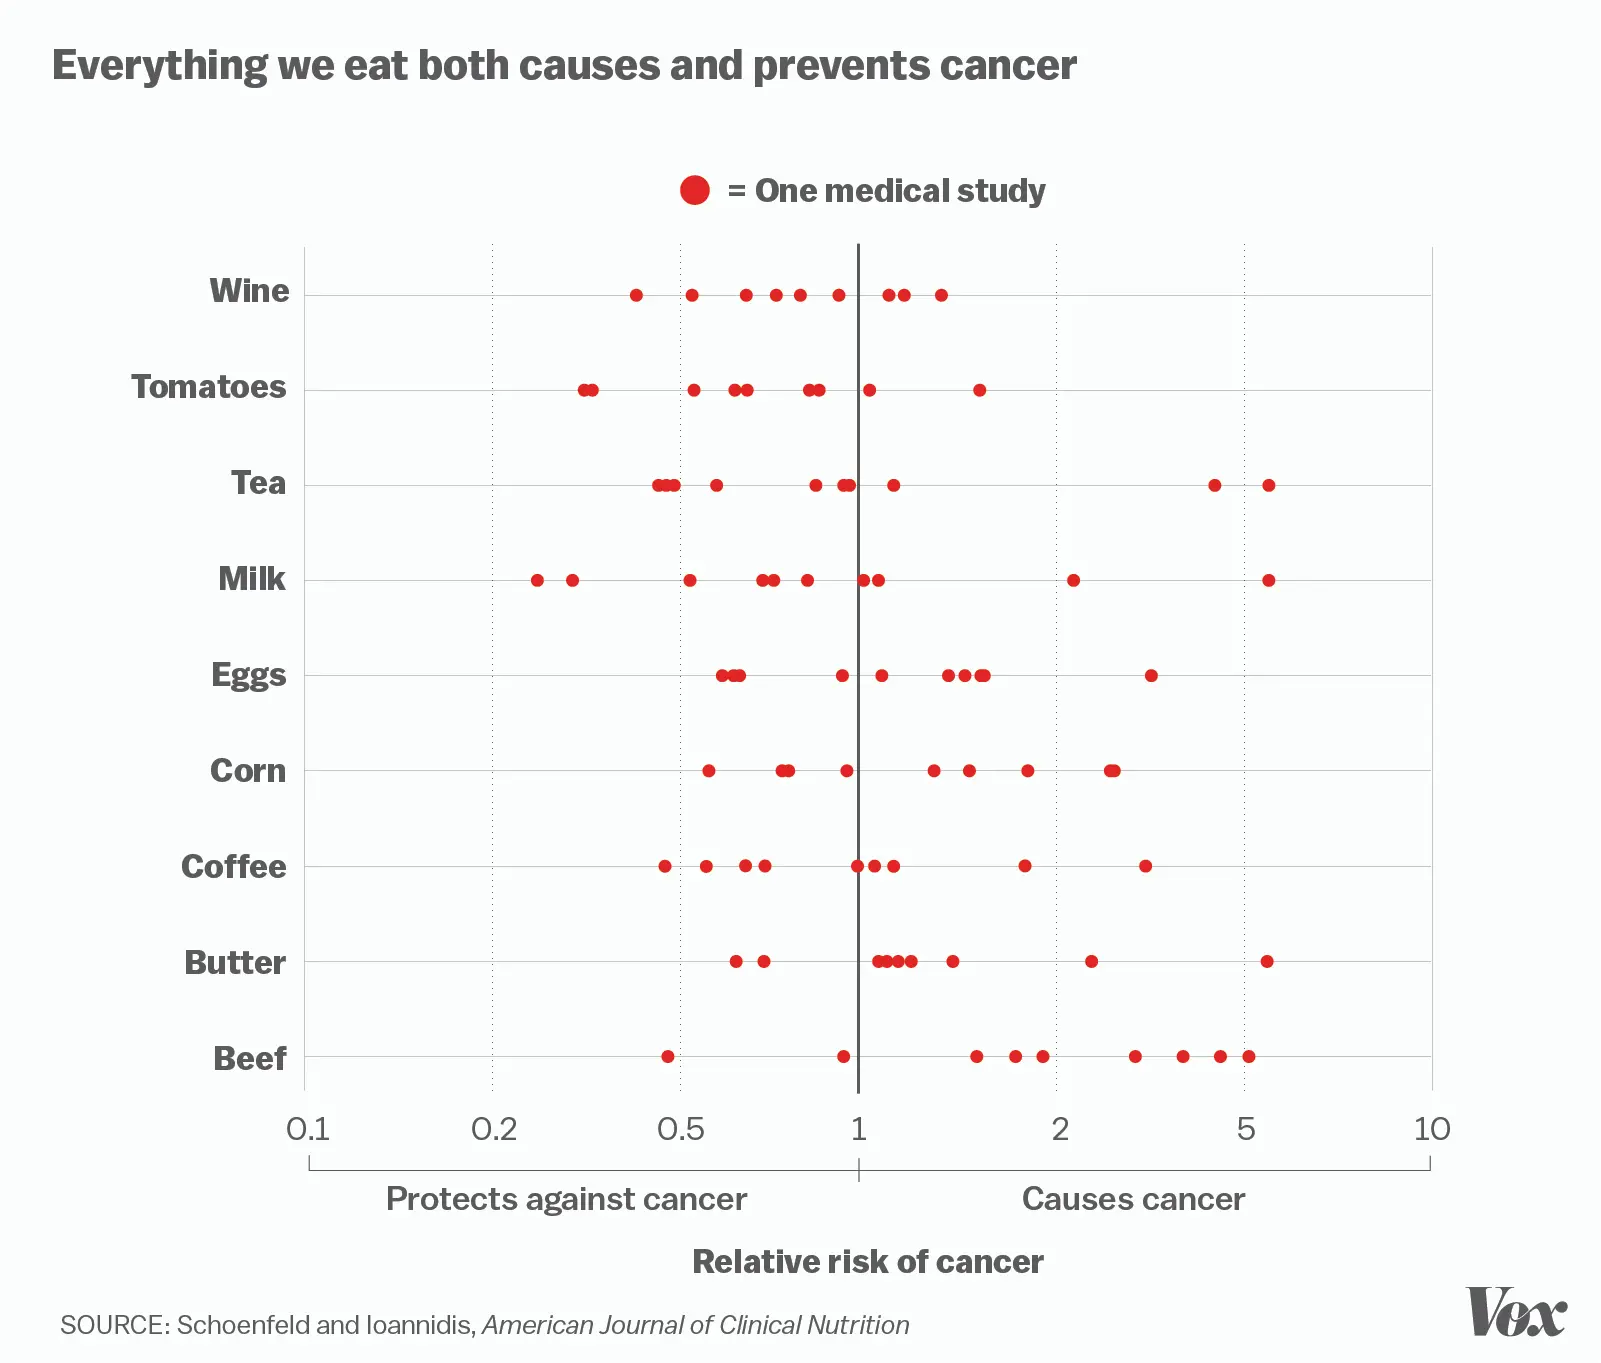 Everything we eat both causes and prevents cancer
= One medical study
Wine
Tomatoes
Tea
Milk
Eggs
Corn
Coffee
Butter
Beef
0.1 0.2 0.5 1 2 5 10
Protects against cancer Causes cancer
Relative risk of cancer
SOURCE: Schoenfeld and Ioannidis, American Journal of Clinical Nutrition
Vox